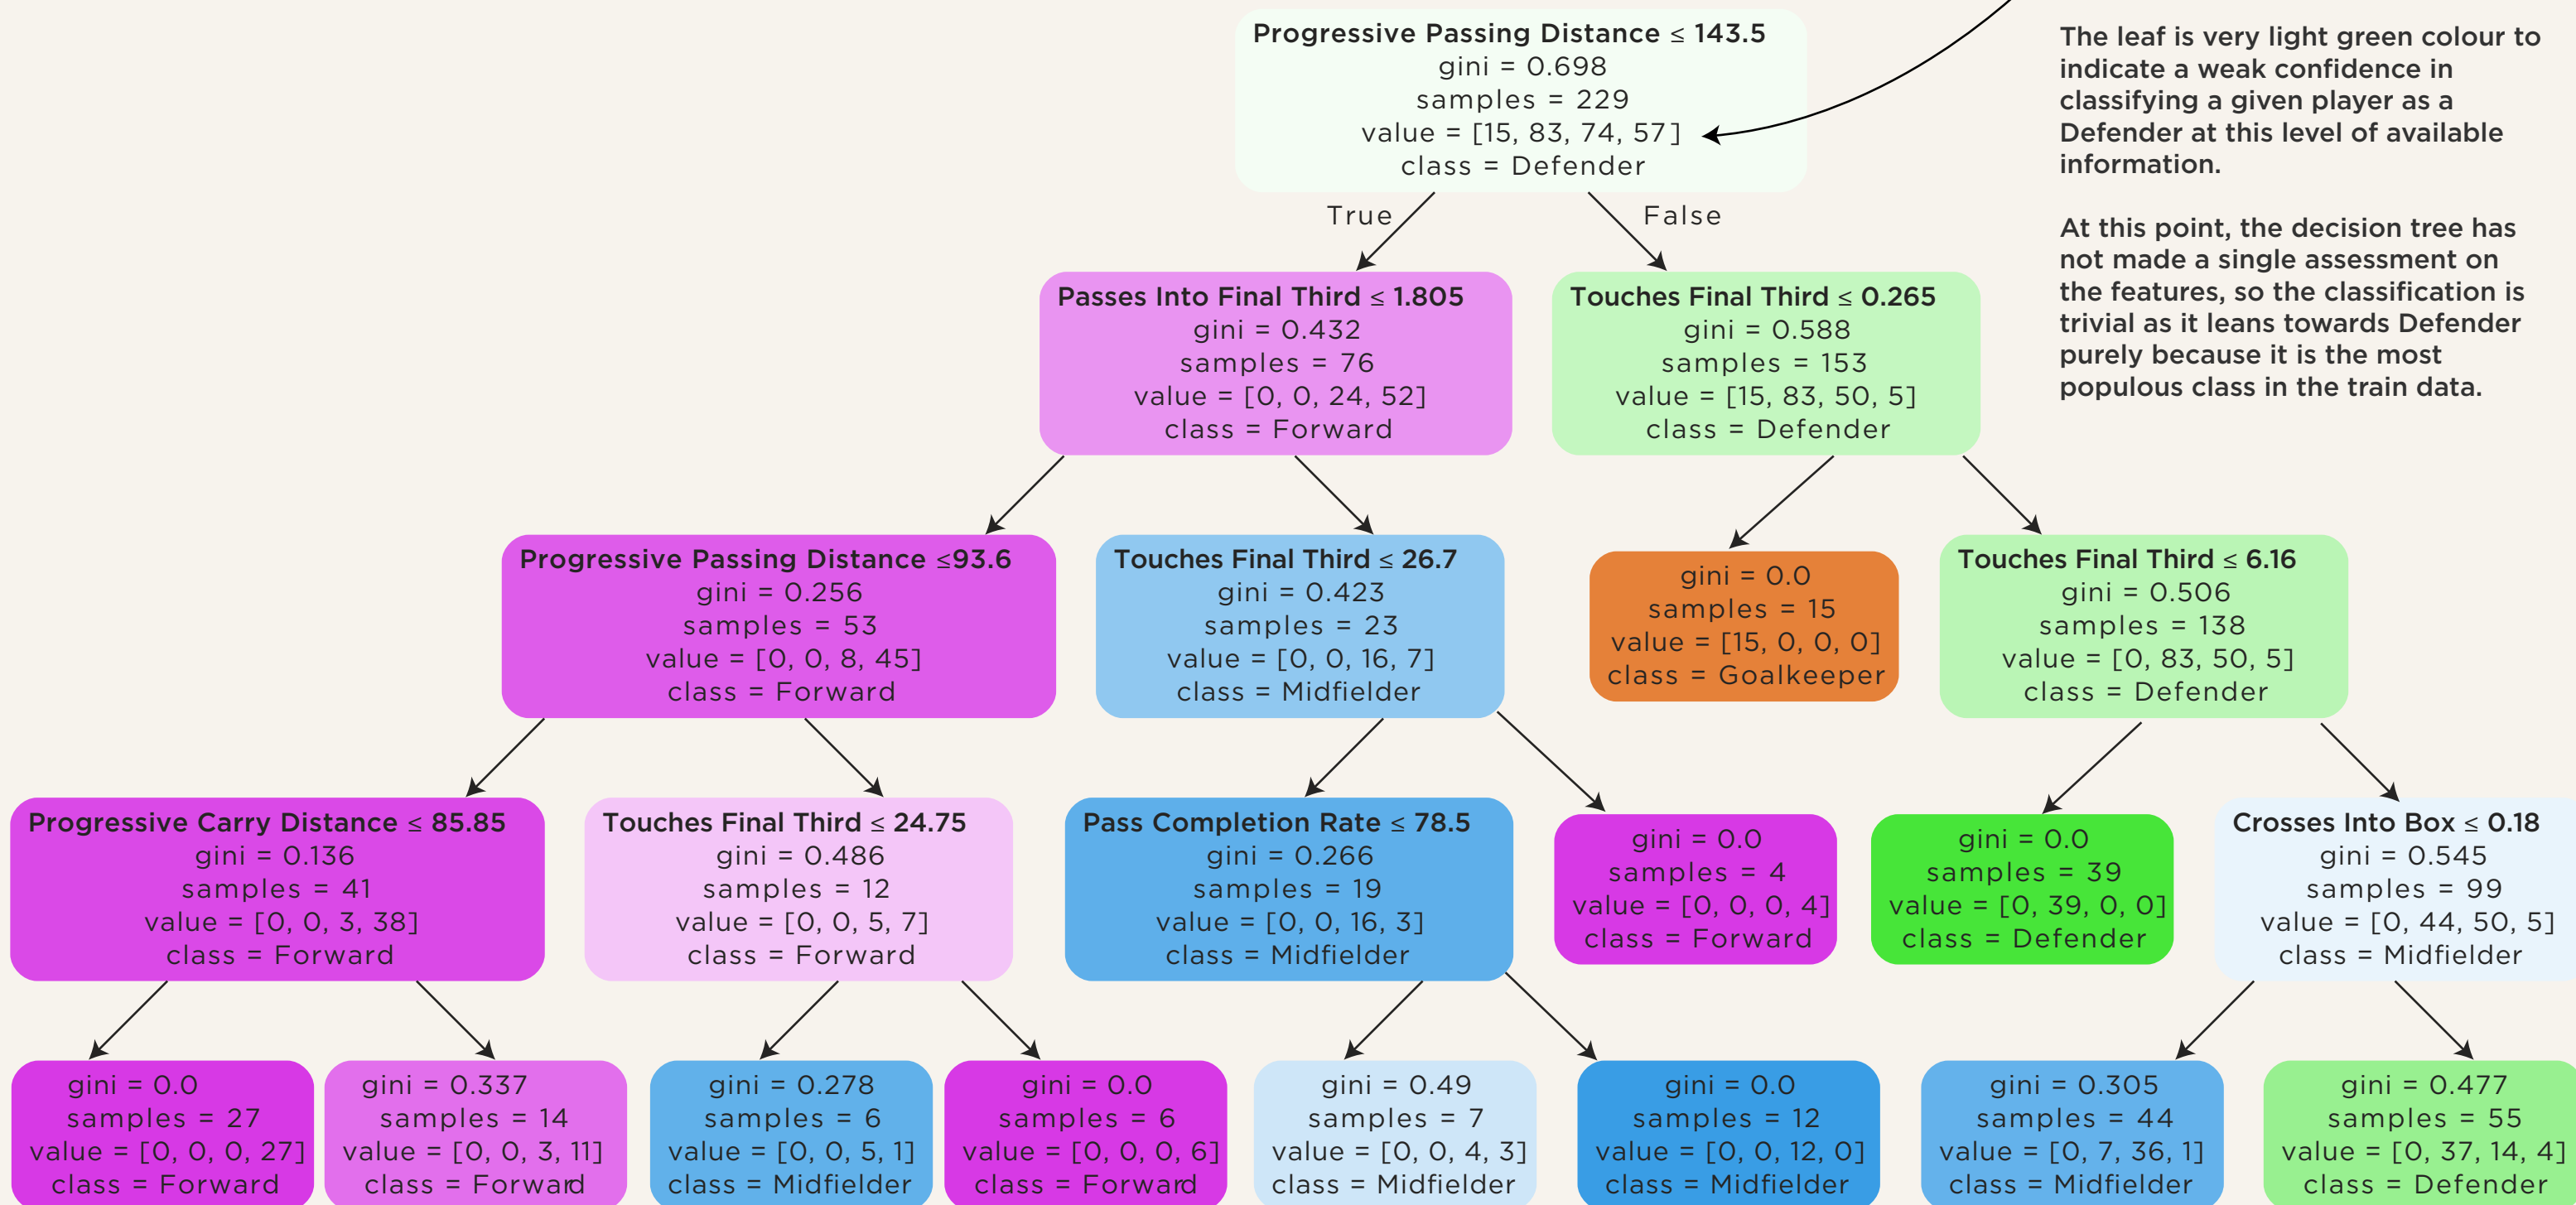 Progressive Passing Distance ≤ 143.5
gini = 0.698
samples = 229
value = [15, 83, 74, 57]
class = Defender
The leaf is very light green colour to
indicate a weak confidence in
classifying a given player as a
Defender at this level of available
information.
At this point, the decision tree has
not made a single assessment on
the features, so the classification is
trivial as it leans towards Defender
purely because it is the most
populous class in the train data.
True
False
Passes Into Final Third ≤ 1.805
gini = 0.432
samples = 76
value = [0, 0, 24, 52]
class = Forward
Touches Final Third ≤ 0.265
gini = 0.588
samples = 153
value = [15, 83, 50, 5]
class = Defender
Progressive Passing Distance ≤93.6
gini = 0.256
samples = 53
value = [0, 0, 8, 45]
class = Forward
Touches Final Third ≤ 26.7
gini = 0.423
samples = 23
value = [0, 0, 16, 7]
class = Midfielder
gini = 0.0
samples = 15
value = [15, 0, 0, 0]
class = Goalkeeper
Touches Final Third ≤ 6.16
gini = 0.506
samples = 138
value = [0, 83, 50, 5]
class = Defender
Progressive Carry Distance ≤ 85.85
gini = 0.136
samples = 41
value = [0, 0, 3, 38]
class = Forward
Touches Final Third ≤ 24.75
gini = 0.486
samples = 12
value = [0, 0, 5, 7]
class = Forward
Pass Completion Rate ≤ 78.5
gini = 0.266
samples = 19
value = [0, 0, 16, 3]
class = Midfielder
gini = 0.0
samples = 4
value = [0, 0, 0, 4]
class = Forward
gini = 0.0
samples = 39
value = [0, 39, 0, 0]
class = Defender
Crosses Into Box ≤ 0.18
gini = 0.545
samples = 99
value = [0, 44, 50, 5]
class = Midfielder
gini = 0.0
samples = 27
value = [0, 0, 0, 27]
class = Forward
gini = 0.337
samples = 14
value = [0, 0, 3, 11]
class = Forward
gini = 0.278
samples = 6
value = [0, 0, 5, 1]
class = Midfielder
gini = 0.0
samples = 6
value = [0, 0, 0, 6]
class = Forward
gini = 0.49
samples = 7
value = [0, 0, 4, 3]
class = Midfielder
gini = 0.0
samples = 12
value = [0, 0, 12, 0]
class = Midfielder
gini = 0.305
samples = 44
value = [0, 7, 36, 1]
class = Midfielder
gini = 0.477
samples = 55
value = [0, 37, 14, 4]
class = Defender